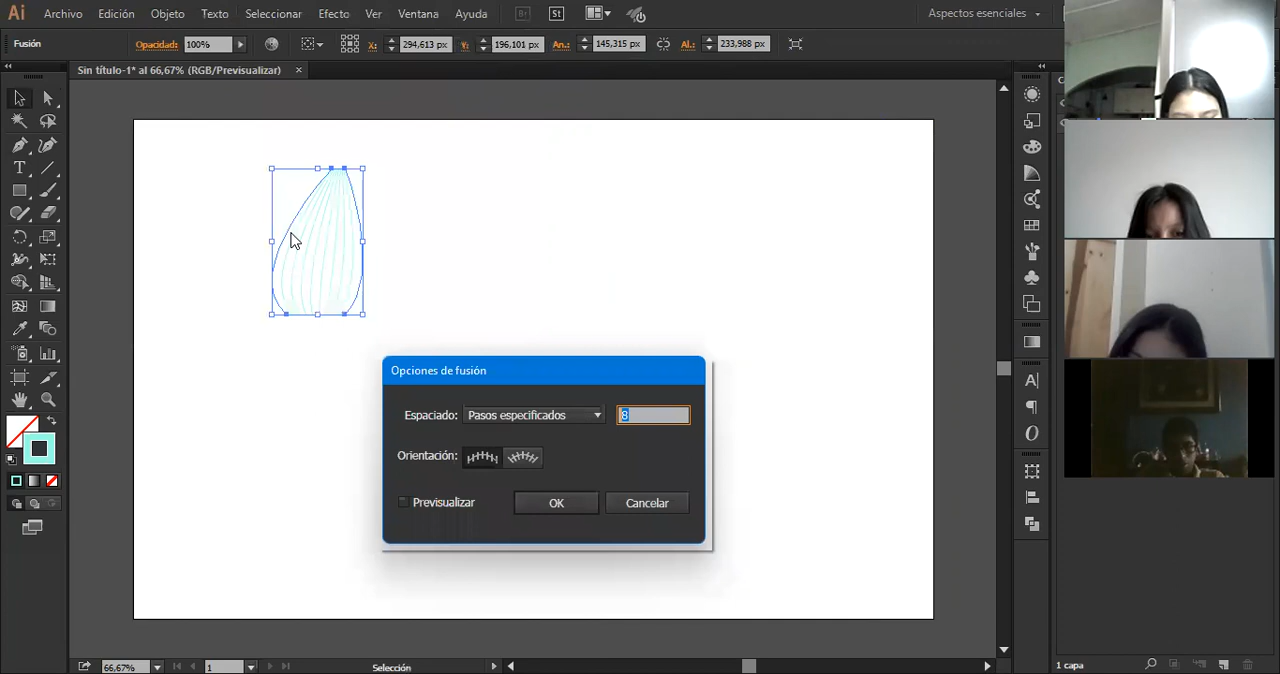 Ai Archivo Edición Objeto Texto Seleccionar Efecto Ver Ventana Ayuda Br St Aspectos esenciales
Fusión Opacidad: 100% X: 294,613 px Y: 196,101 px An.: 145,315 px Al.: 233,988 px
Sin título-1* al 66,67% (RGB/Previsualizar) ×
Opciones de fusión
Espaciado: Pasos especificados 8
Orientación:
Previsualizar OK Cancelar
66,67% 1 Selección 1 capa